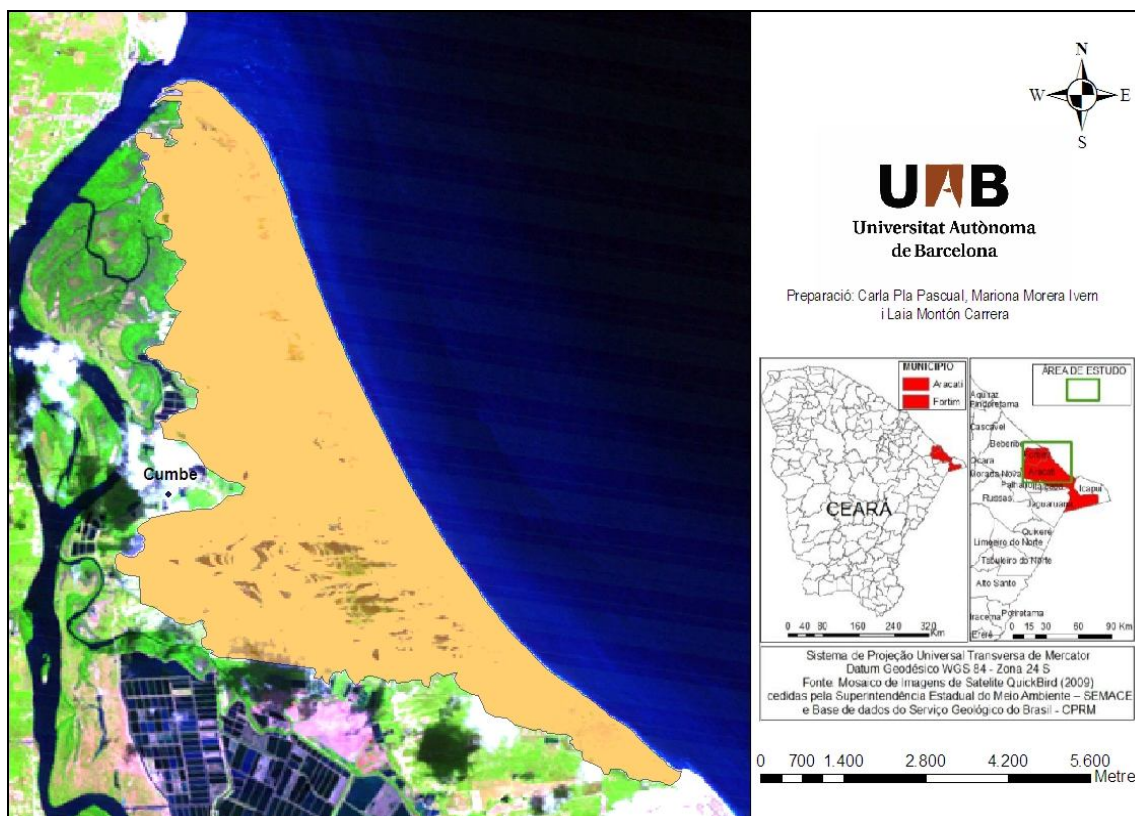 Cumbe
N
W
E
S
UAB
Universitat Autònoma
de Barcelona
Preparació: Carla Pla Pascual, Mariona Morera Ivern
i Laia Montón Carrera
MUNICIPIO
Aracati
Fortim
CEARÁ
0 40 80 160 240 320
Km
ÁREA DE ESTUDO
Aquiraz
Pindoretama
Cascavel
Beberibe
Fortim
Ocara
Aracati
Morada Nova
Palhano
Icapuí
Russas
Jaguaruana
Quixeré
Limoeiro do Norte
Tabuleiro do Norte
Alto Santo
Potiretama
Iracema
Ereré
0 15 30 60 90 Km
Sistema de Projeção Universal Transversa de Mercator
Datum Geodésico WGS 84 - Zona 24 S
Fonte: Mosaico de Imagens de Satelite QuickBird (2009)
cedidas pela Superintendência Estadual do Meio Ambiente – SEMACE
e Base de dados do Serviço Geológico do Brasil - CPRM
0 700 1.400 2.800 4.200 5.600
Metre